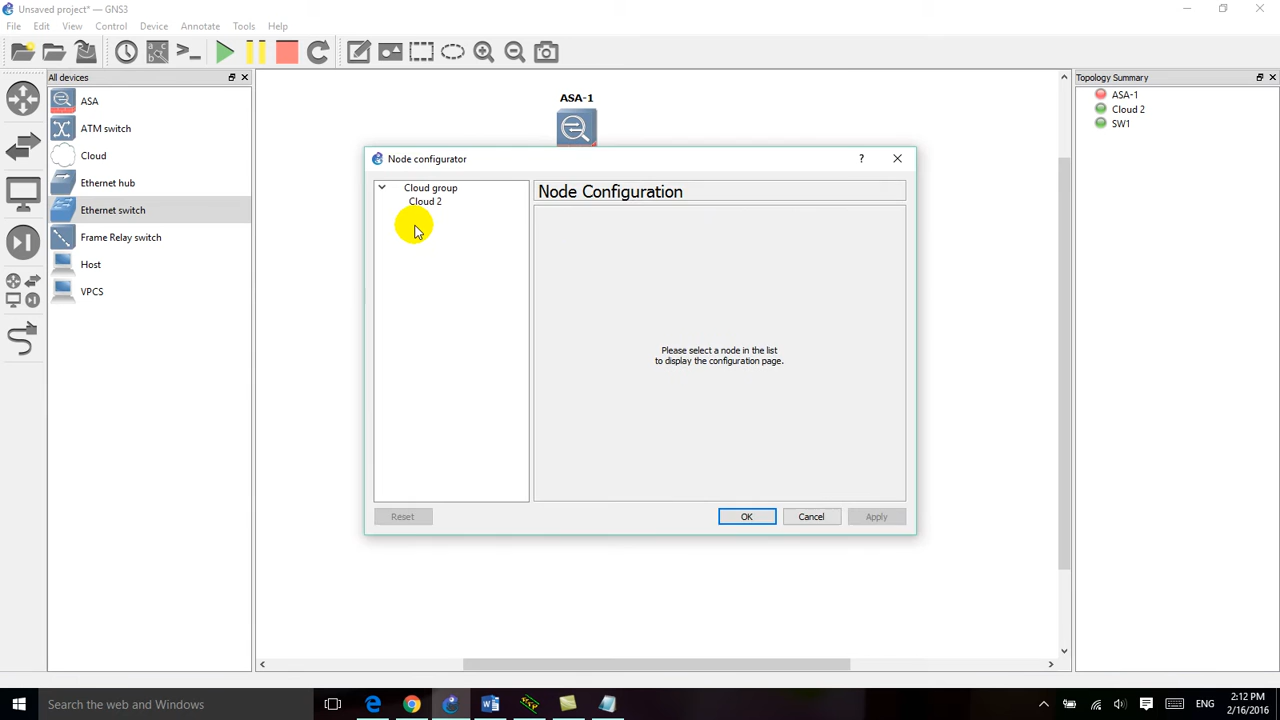 Unsaved project* — GNS3
File Edit View Control Device Annotate Tools Help
All devices
ASA
ATM switch
Cloud
Ethernet hub
Ethernet switch
Frame Relay switch
Host
VPCS
ASA-1
Node configurator
?
Cloud group
Cloud 2
Node Configuration
Please select a node in the list
to display the configuration page.
Reset OK Cancel Apply
Topology Summary
ASA-1
Cloud 2
SW1
Search the web and Windows
ENG
2:12 PM
2/16/2016